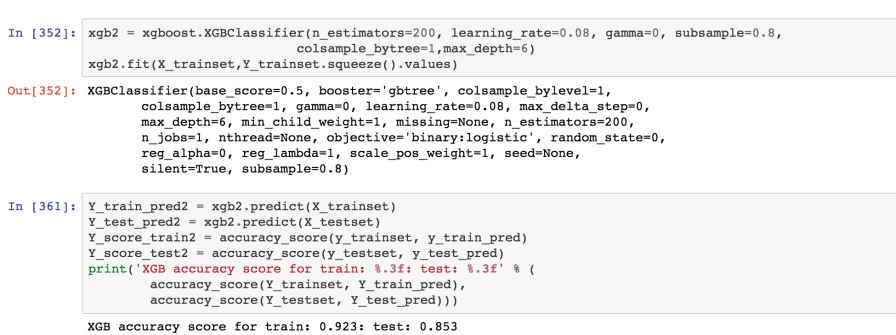 In [352]: xgb2 = xgboost.XGBClassifier(n_estimators=200, learning_rate=0.08, gamma=0, subsample=0.8,
colsample_bytree=1,max_depth=6)
xgb2.fit(X_trainset,Y_trainset.squeeze().values)
Out[352]: XGBClassifier(base_score=0.5, booster='gbtree', colsample_bylevel=1,
colsample_bytree=1, gamma=0, learning_rate=0.08, max_delta_step=0,
max_depth=6, min_child_weight=1, missing=None, n_estimators=200,
n_jobs=1, nthread=None, objective='binary:logistic', random_state=0,
reg_alpha=0, reg_lambda=1, scale_pos_weight=1, seed=None,
silent=True, subsample=0.8)
In [361]: Y_train_pred2 = xgb2.predict(X_trainset)
Y_test_pred2 = xgb2.predict(X_testset)
Y_score_train2 = accuracy_score(y_trainset, y_train_pred)
Y_score_test2 = accuracy_score(y_testset, y_test_pred)
print('XGB accuracy score for train: %.3f: test: %.3f' % (
accuracy_score(Y_trainset, Y_train_pred),
accuracy_score(Y_testset, Y_test_pred)))
XGB accuracy score for train: 0.923: test: 0.853